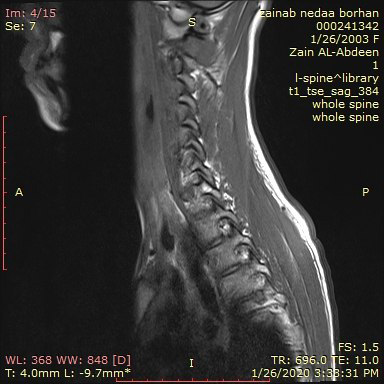 Im: 4/15
Se: 7
zainab nedaa borhan
000241342
1/26/2003 F
Zain AL-Abdeen
1
l-spine^library
t1_tse_sag_384
whole spine
whole spine
S
A
P
I
WL: 368 WW: 848 [D]
T: 4.0mm L: -9.7mm*
FS: 1.5
TR: 696.0 TE: 11.0
1/26/2020 3:33:31 PM